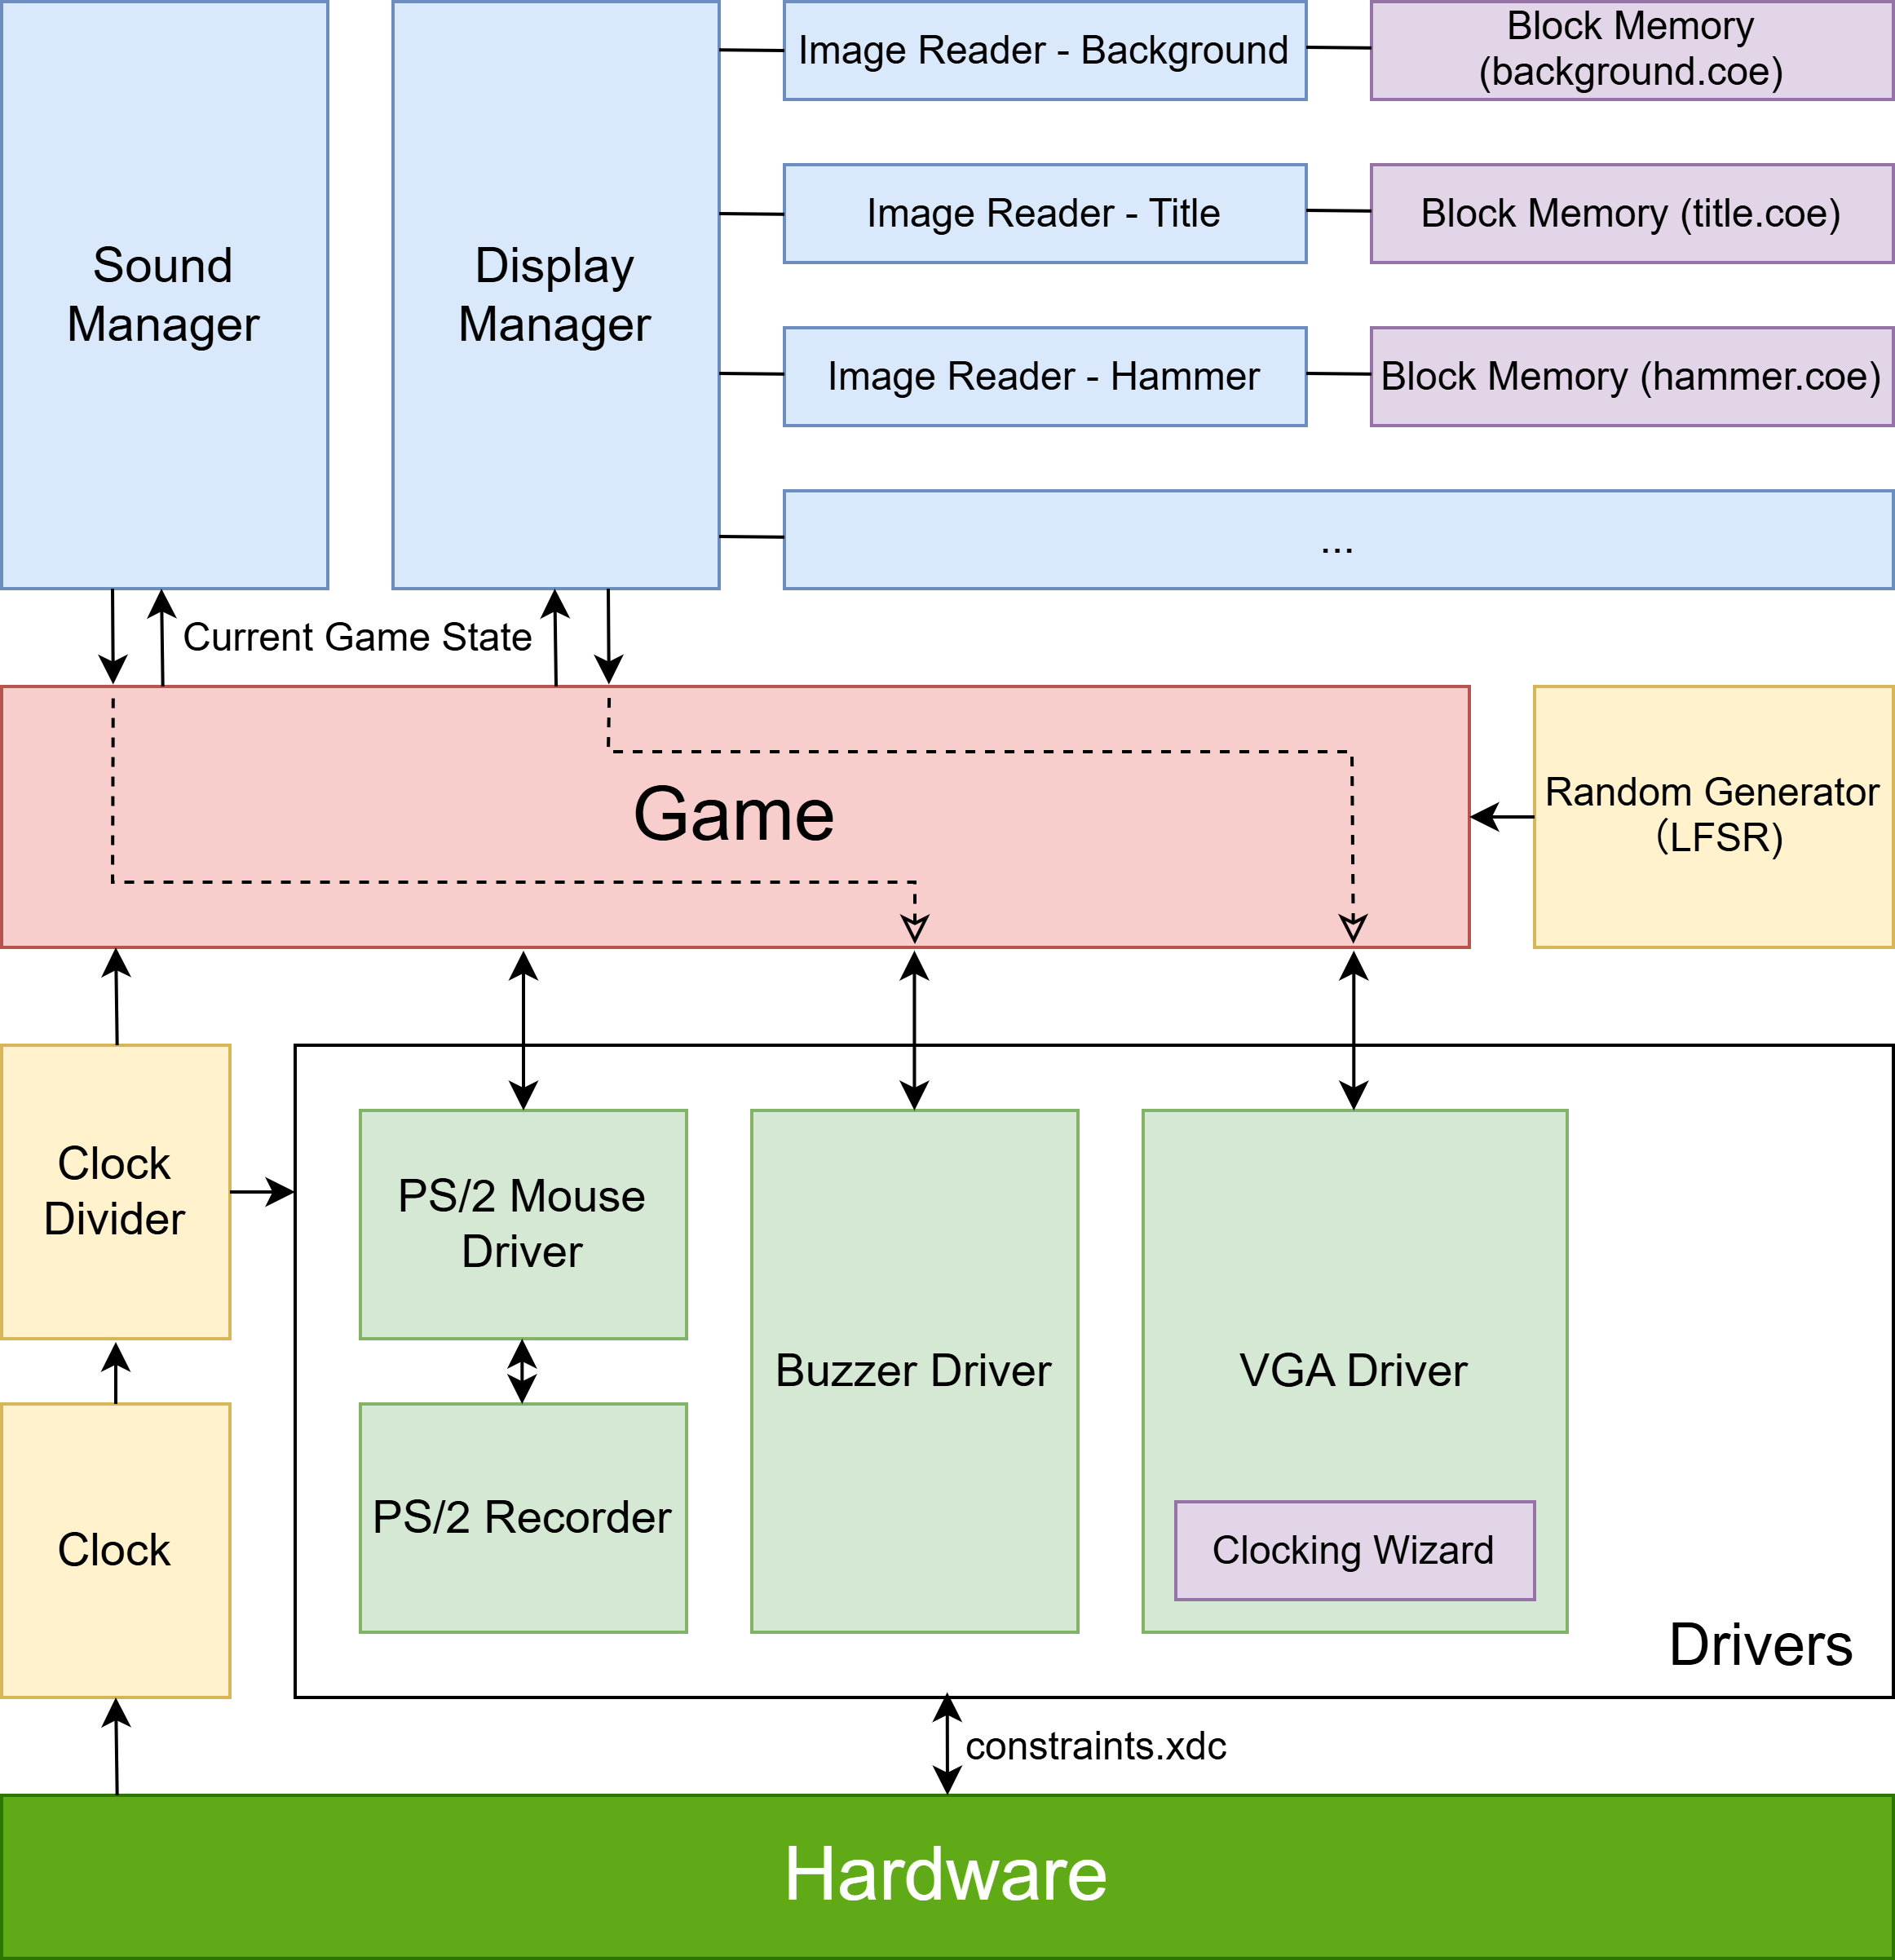 Sound
Manager
Display
Manager
Image Reader - Background
Block Memory
(background.coe)
Image Reader - Title
Block Memory (title.coe)
Image Reader - Hammer
Block Memory (hammer.coe)
...
Current Game State
Game
Random Generator
（LFSR)
Clock
Divider
PS/2 Mouse
Driver
Buzzer Driver
VGA Driver
Clock
PS/2 Recorder
Clocking Wizard
Drivers
constraints.xdc
Hardware